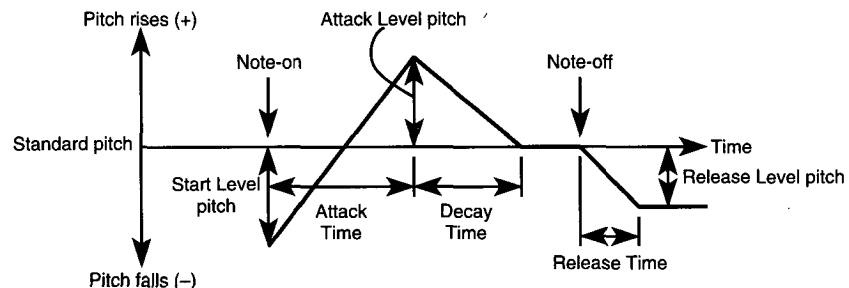 Pitch rises (+)
Attack Level pitch
Note-on
Note-off
Standard pitch
Time
Start Level
pitch
Attack
Time
Decay
Time
Release Level pitch
Release Time
Pitch falls (–)